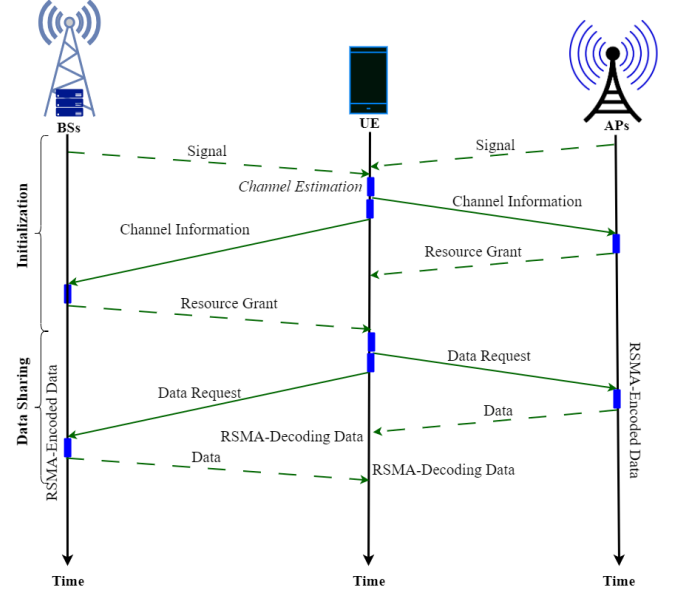 BSs
UE
APs
Signal
Signal
Channel Estimation
Channel Information
Channel Information
Resource Grant
Resource Grant
Initialization
Data Request
Data Request
Data
RSMA-Decoding Data
Data
RSMA-Decoding Data
Data Sharing
RSMA-Encoded Data
RSMA-Encoded Data
Time
Time
Time